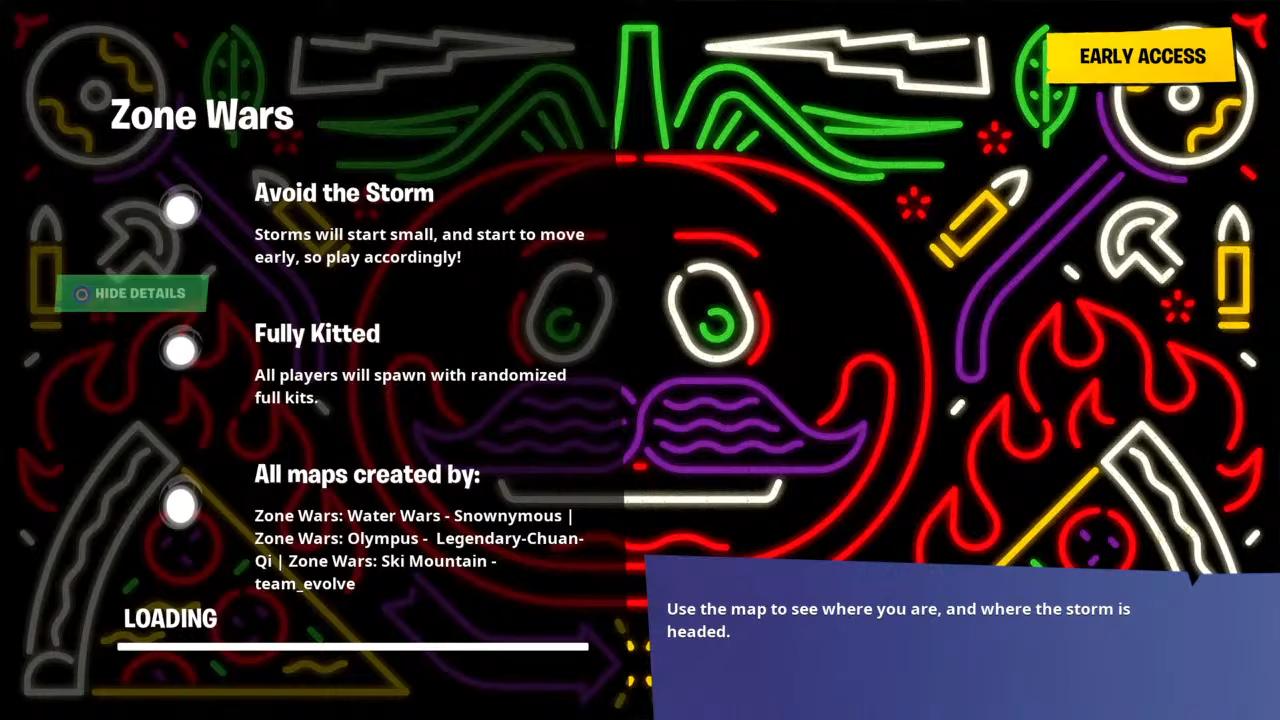 EARLY ACCESS
Zone Wars
Avoid the Storm
Storms will start small, and start to move
early, so play accordingly!
HIDE DETAILS
Fully Kitted
All players will spawn with randomized
full kits.
All maps created by:
Zone Wars: Water Wars - Snownymous |
Zone Wars: Olympus -  Legendary-Chuan-
Qi | Zone Wars: Ski Mountain -
team_evolve
LOADING
Use the map to see where you are, and where the storm is
headed.